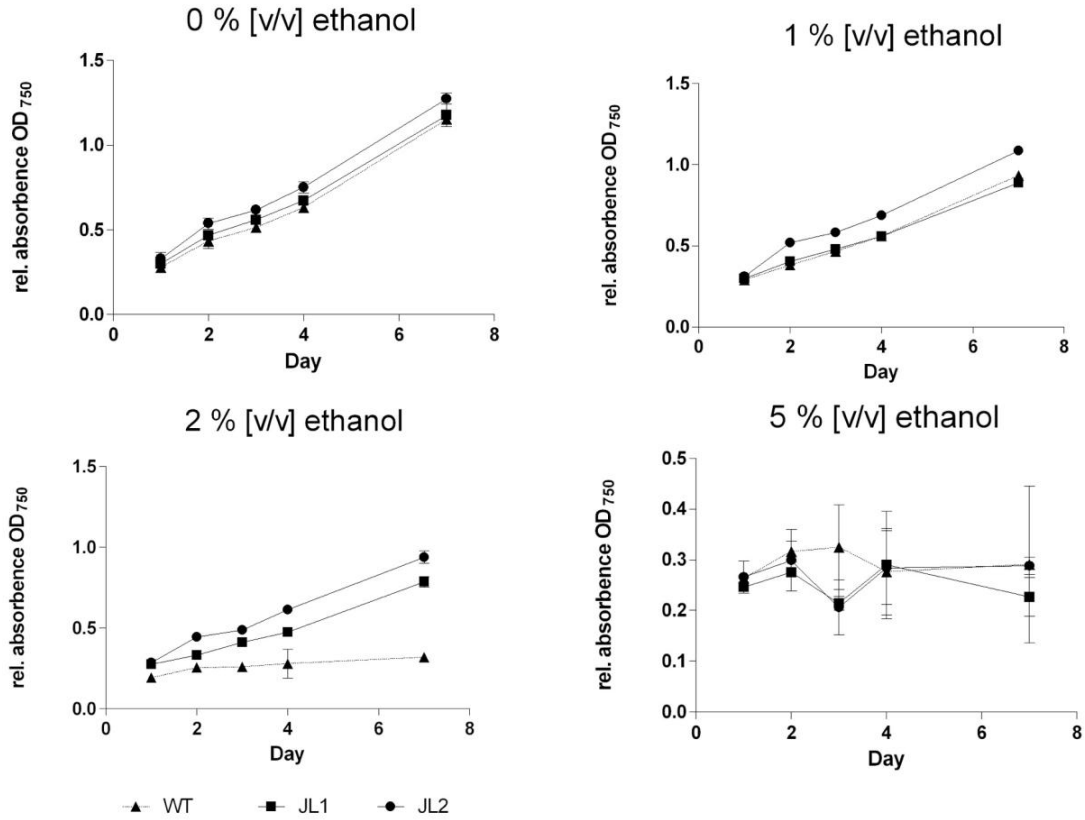 0 % [v/v] ethanol
rel. absorbence OD750
1.5
1.0
0.5
0.0
0 2 4 6 8
Day
1 % [v/v] ethanol
rel. absorbence OD750
1.5
1.0
0.5
0.0
0 2 4 6 8
Day
2 % [v/v] ethanol
rel. absorbence OD750
1.5
1.0
0.5
0.0
0 2 4 6 8
Day
5 % [v/v] ethanol
rel. absorbence OD750
0.5
0.4
0.3
0.2
0.1
0.0
0 2 4 6 8
Day
WT JL1 JL2